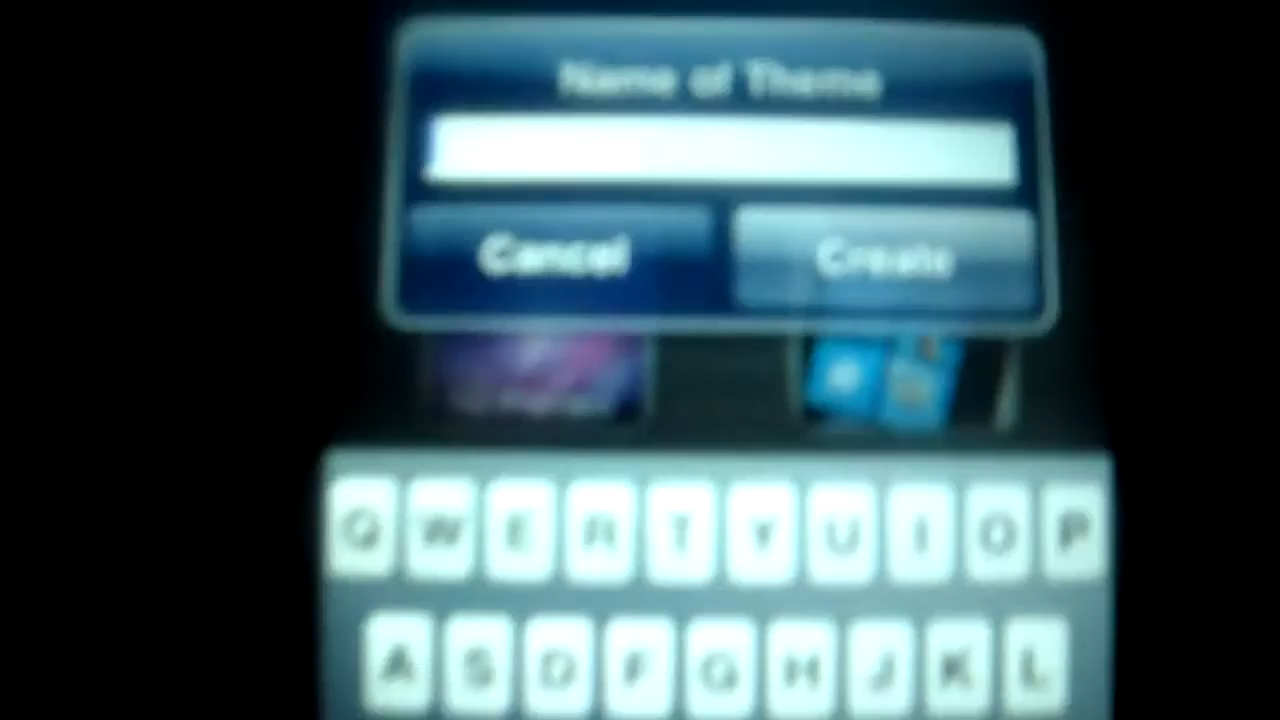 Name of Theme
Cancel Create
Q W E R T Y U I O P
A S D F G H J K L